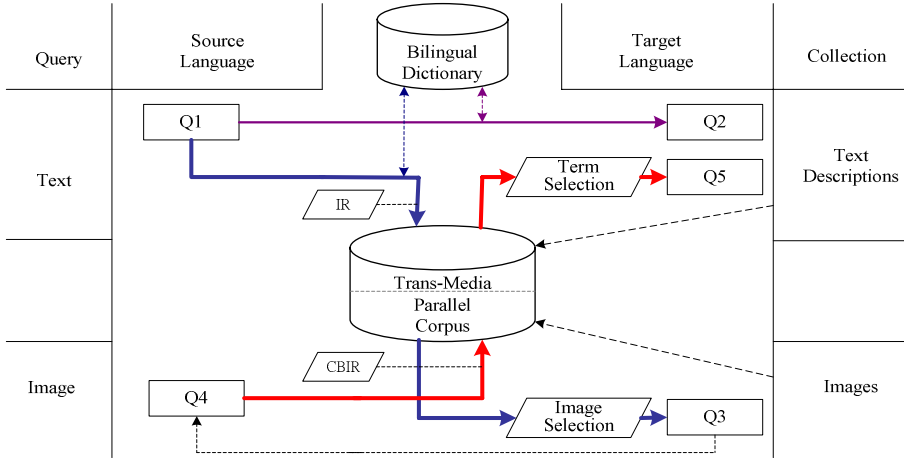 Query
Source
Language
Bilingual
Dictionary
Target
Language
Collection
Q1
Q2
Text
Term
Selection
Q5
Text
Descriptions
IR
Trans-Media
Parallel
Corpus
CBIR
Image
Q4
Image
Selection
Q3
Images